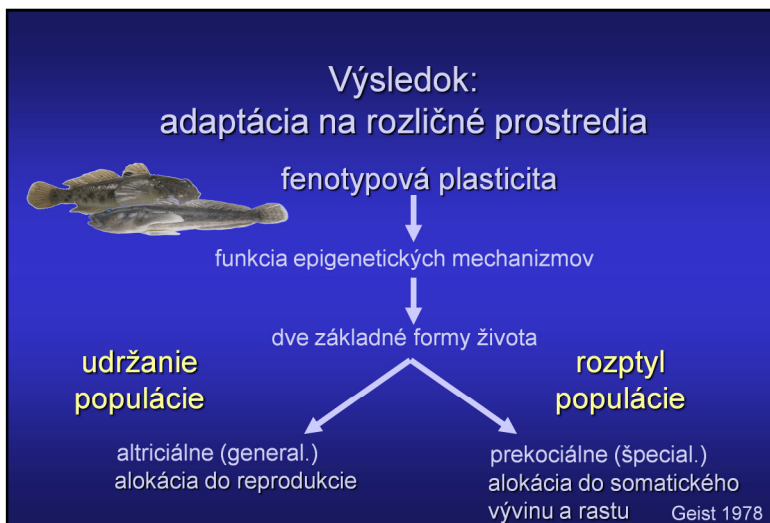 Výsledok:
adaptácia na rozličné prostredia
fenotypová plasticita
funkcia epigenetických mechanizmov
dve základné formy života
udržanie
populácie
rozptyl
populácie
altriciálne (general.)
alokácia do reprodukcie
prekociálne (špecial.)
alokácia do somatického
vývinu a rastu
Geist 1978